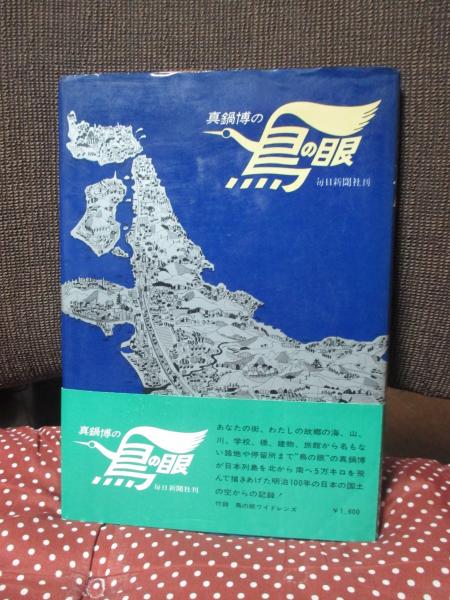 真鍋博の
鳥の眼
毎日新聞社刊
真鍋博の
鳥の眼
毎日新聞社刊
あなたの街、わたしの故郷の海、山、
川、学校、橋、建物、旅館から名もな
い路地や停留所まで"鳥の眼"の真鍋博
が日本列島を北から南へ5万キロを飛
んで描きあげた明治100年の日本の国土
の空からの記録!
付録 鳥の眼ワイドレンズ
¥1,600